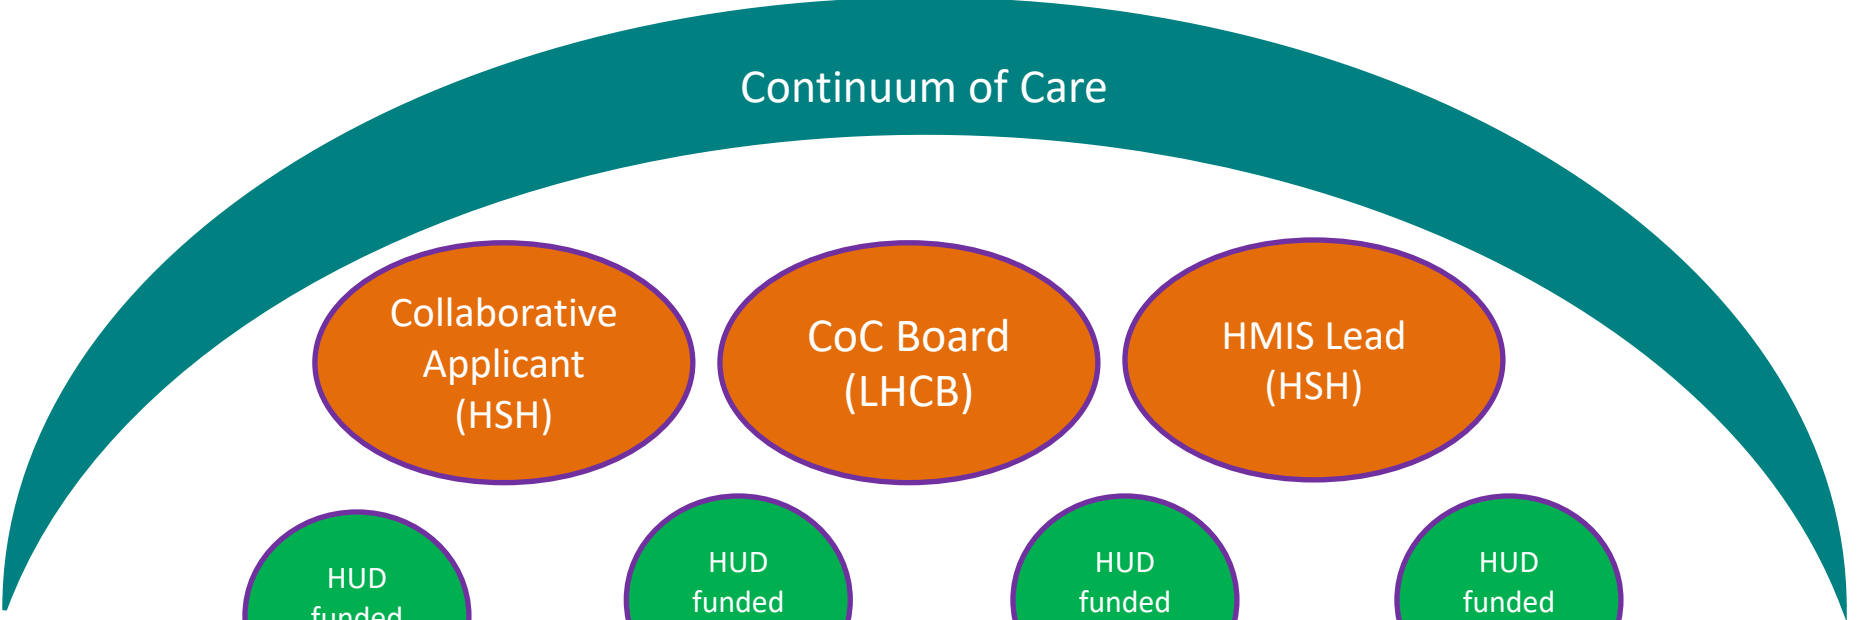 Continuum of Care
Collaborative
Applicant
(HSH)
CoC Board
(LHCB)
HMIS Lead
(HSH)
HUD
funded
HUD
funded
HUD
funded
HUD
funded